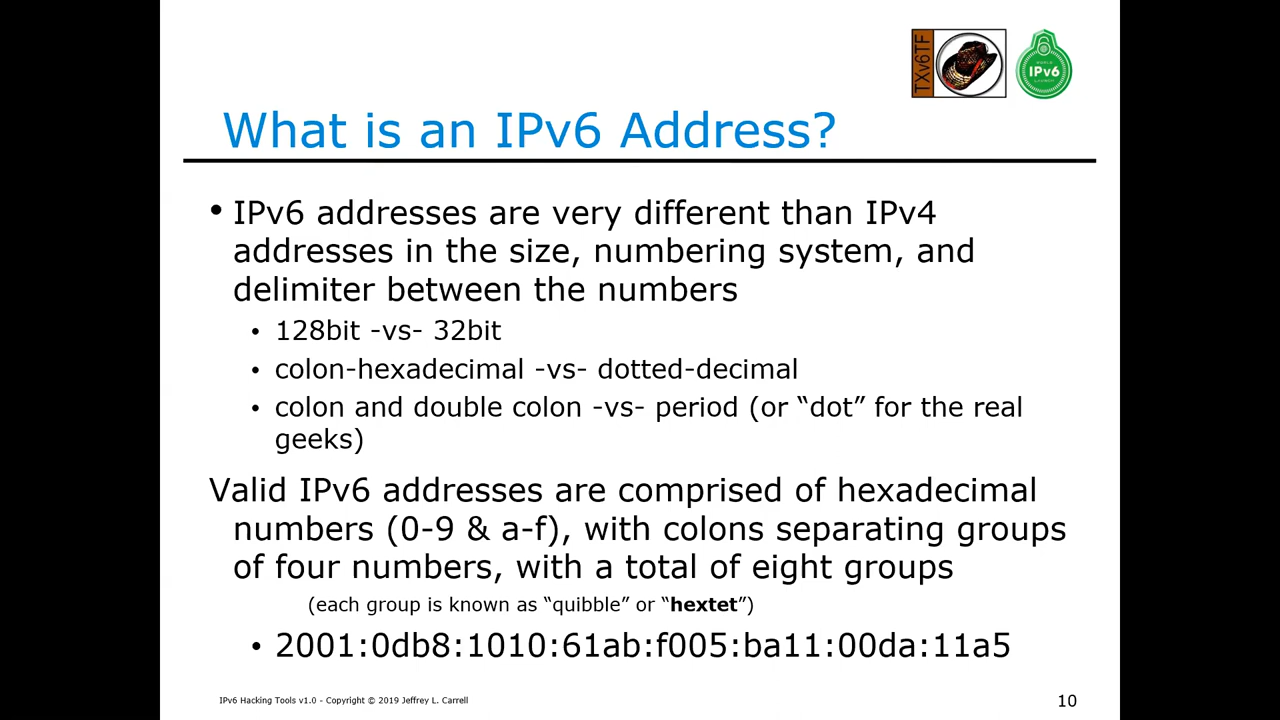 TXv6TF
WORLD
IPv6
LAUNCH
What is an IPv6 Address?
• IPv6 addresses are very different than IPv4
addresses in the size, numbering system, and
delimiter between the numbers
• 128bit -vs- 32bit
• colon-hexadecimal -vs- dotted-decimal
• colon and double colon -vs- period (or “dot” for the real
geeks)
Valid IPv6 addresses are comprised of hexadecimal
numbers (0-9 & a-f), with colons separating groups
of four numbers, with a total of eight groups
(each group is known as “quibble” or “hextet”)
• 2001:0db8:1010:61ab:f005:ba11:00da:11a5
IPv6 Hacking Tools v1.0 - Copyright © 2019 Jeffrey L. Carrell
10